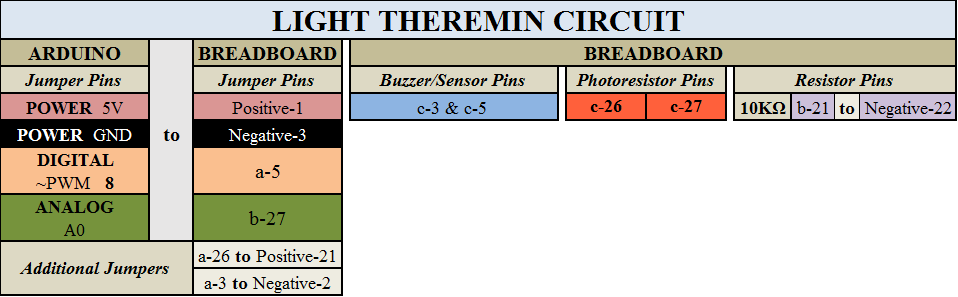 LIGHT THEREMIN CIRCUIT
ARDUINO BREADBOARD BREADBOARD
Jumper Pins Jumper Pins Buzzer/Sensor Pins Photoresistor Pins Resistor Pins
POWER 5V to Positive-1 c-3 & c-5 c-26 c-27 10KΩ b-21 to Negative-22
POWER GND Negative-3
DIGITAL
~PWM 8 a-5
ANALOG
A0 b-27
Additional Jumpers
a-26 to Positive-21
a-3 to Negative-2